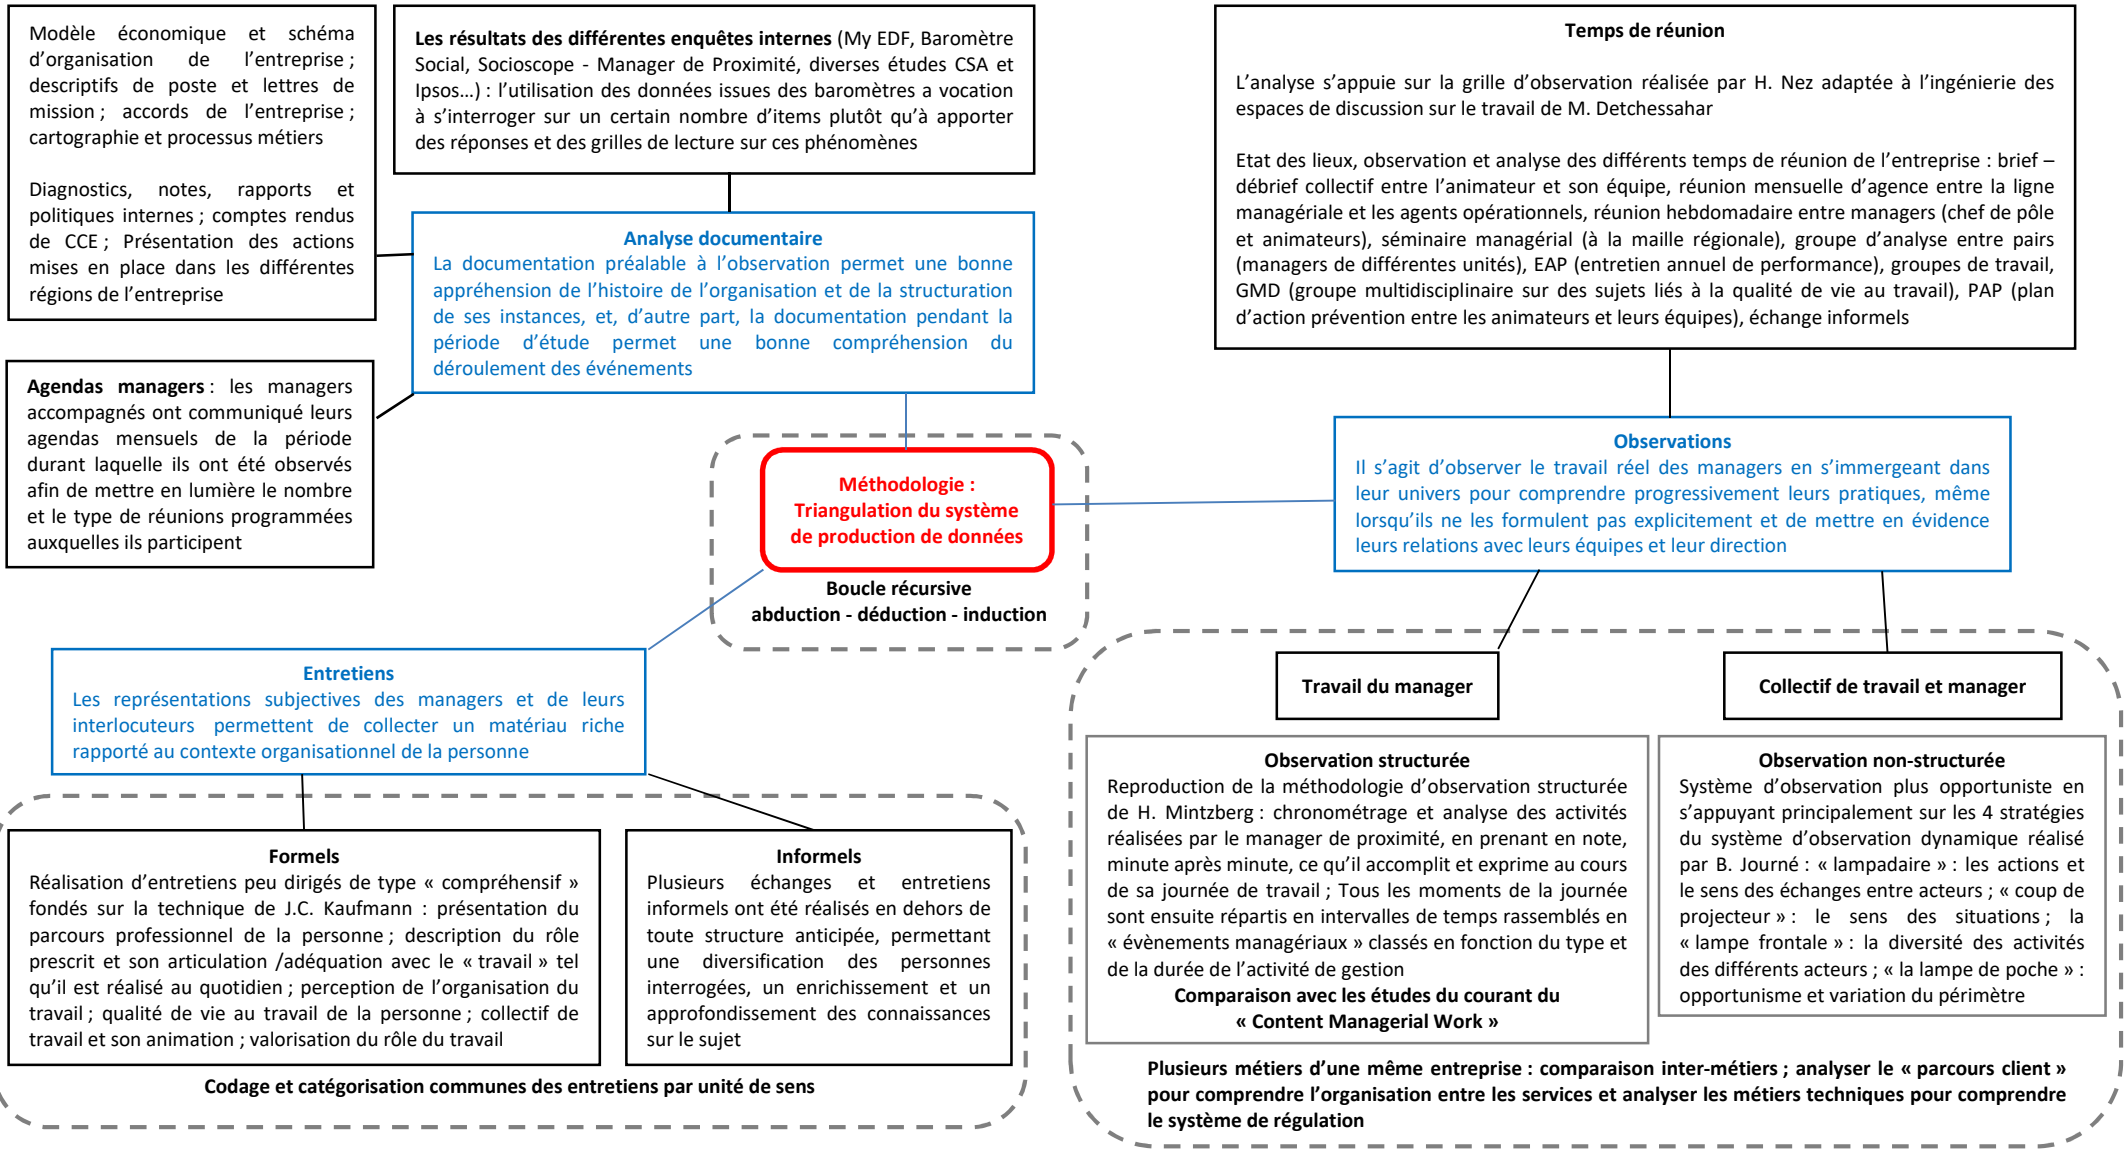 Modèle économique et schéma
d’organisation de l’entreprise ;
descriptifs de poste et lettres de
mission ; accords de l’entreprise ;
cartographie et processus métiers
Diagnostics, notes, rapports et
politiques internes ; comptes rendus
de CCE ; Présentation des actions
mises en place dans les différentes
régions de l’entreprise
Les résultats des différentes enquêtes internes (My EDF, Baromètre
Social, Socioscope - Manager de Proximité, diverses études CSA et
Ipsos…) : l’utilisation des données issues des baromètres a vocation
à s’interroger sur un certain nombre d’items plutôt qu’à apporter
des réponses et des grilles de lecture sur ces phénomènes
Temps de réunion
L’analyse s’appuie sur la grille d’observation réalisée par H. Nez adaptée à l’ingénierie des
espaces de discussion sur le travail de M. Detchessahar
Etat des lieux, observation et analyse des différents temps de réunion de l’entreprise : brief –
débrief collectif entre l’animateur et son équipe, réunion mensuelle d’agence entre la ligne
managériale et les agents opérationnels, réunion hebdomadaire entre managers (chef de pôle
et animateurs), séminaire managérial (à la maille régionale), groupe d’analyse entre pairs
(managers de différentes unités), EAP (entretien annuel de performance), groupes de travail,
GMD (groupe multidisciplinaire sur des sujets liés à la qualité de vie au travail), PAP (plan
d’action prévention entre les animateurs et leurs équipes), échange informels
Analyse documentaire
La documentation préalable à l’observation permet une bonne
appréhension de l’histoire de l’organisation et de la structuration
de ses instances, et, d’autre part, la documentation pendant la
période d’étude permet une bonne compréhension du
déroulement des événements
Agendas managers : les managers
accompagnés ont communiqué leurs
agendas mensuels de la période
durant laquelle ils ont été observés
afin de mettre en lumière le nombre
et le type de réunions programmées
auxquelles ils participent
Méthodologie :
Triangulation du système
de production de données
Boucle récursive
abduction - déduction - induction
Observations
Il s’agit d’observer le travail réel des managers en s’immergeant dans
leur univers pour comprendre progressivement leurs pratiques, même
lorsqu’ils ne les formulent pas explicitement et de mettre en évidence
leurs relations avec leurs équipes et leur direction
Entretiens
Les représentations subjectives des managers et de leurs
interlocuteurs permettent de collecter un matériau riche
rapporté au contexte organisationnel de la personne
Formels
Réalisation d’entretiens peu dirigés de type « compréhensif »
fondés sur la technique de J.C. Kaufmann : présentation du
parcours professionnel de la personne ; description du rôle
prescrit et son articulation /adéquation avec le « travail » tel
qu’il est réalisé au quotidien ; perception de l’organisation du
travail ; qualité de vie au travail de la personne ; collectif de
travail et son animation ; valorisation du rôle du travail
Informels
Plusieurs échanges et entretiens
informels ont été réalisés en dehors de
toute structure anticipée, permettant
une diversification des personnes
interrogées, un enrichissement et un
approfondissement des connaissances
sur le sujet
Codage et catégorisation communes des entretiens par unité de sens
Travail du manager
Collectif de travail et manager
Observation structurée
Reproduction de la méthodologie d’observation structurée
de H. Mintzberg : chronométrage et analyse des activités
réalisées par le manager de proximité, en prenant en note,
minute après minute, ce qu’il accomplit et exprime au cours
de sa journée de travail ; Tous les moments de la journée
sont ensuite répartis en intervalles de temps rassemblés en
« évènements managériaux » classés en fonction du type et
de la durée de l’activité de gestion
Comparaison avec les études du courant du
« Content Managerial Work »
Observation non-structurée
Système d’observation plus opportuniste en
s’appuyant principalement sur les 4 stratégies
du système d’observation dynamique réalisé
par B. Journé : « lampadaire » : les actions et
le sens des échanges entre acteurs ; « coup de
projecteur » : le sens des situations ; la
« lampe frontale » : la diversité des activités
des différents acteurs ; « la lampe de poche » :
opportunisme et variation du périmètre
Plusieurs métiers d’une même entreprise : comparaison inter-métiers ; analyser le « parcours client »
pour comprendre l’organisation entre les services et analyser les métiers techniques pour comprendre
le système de régulation